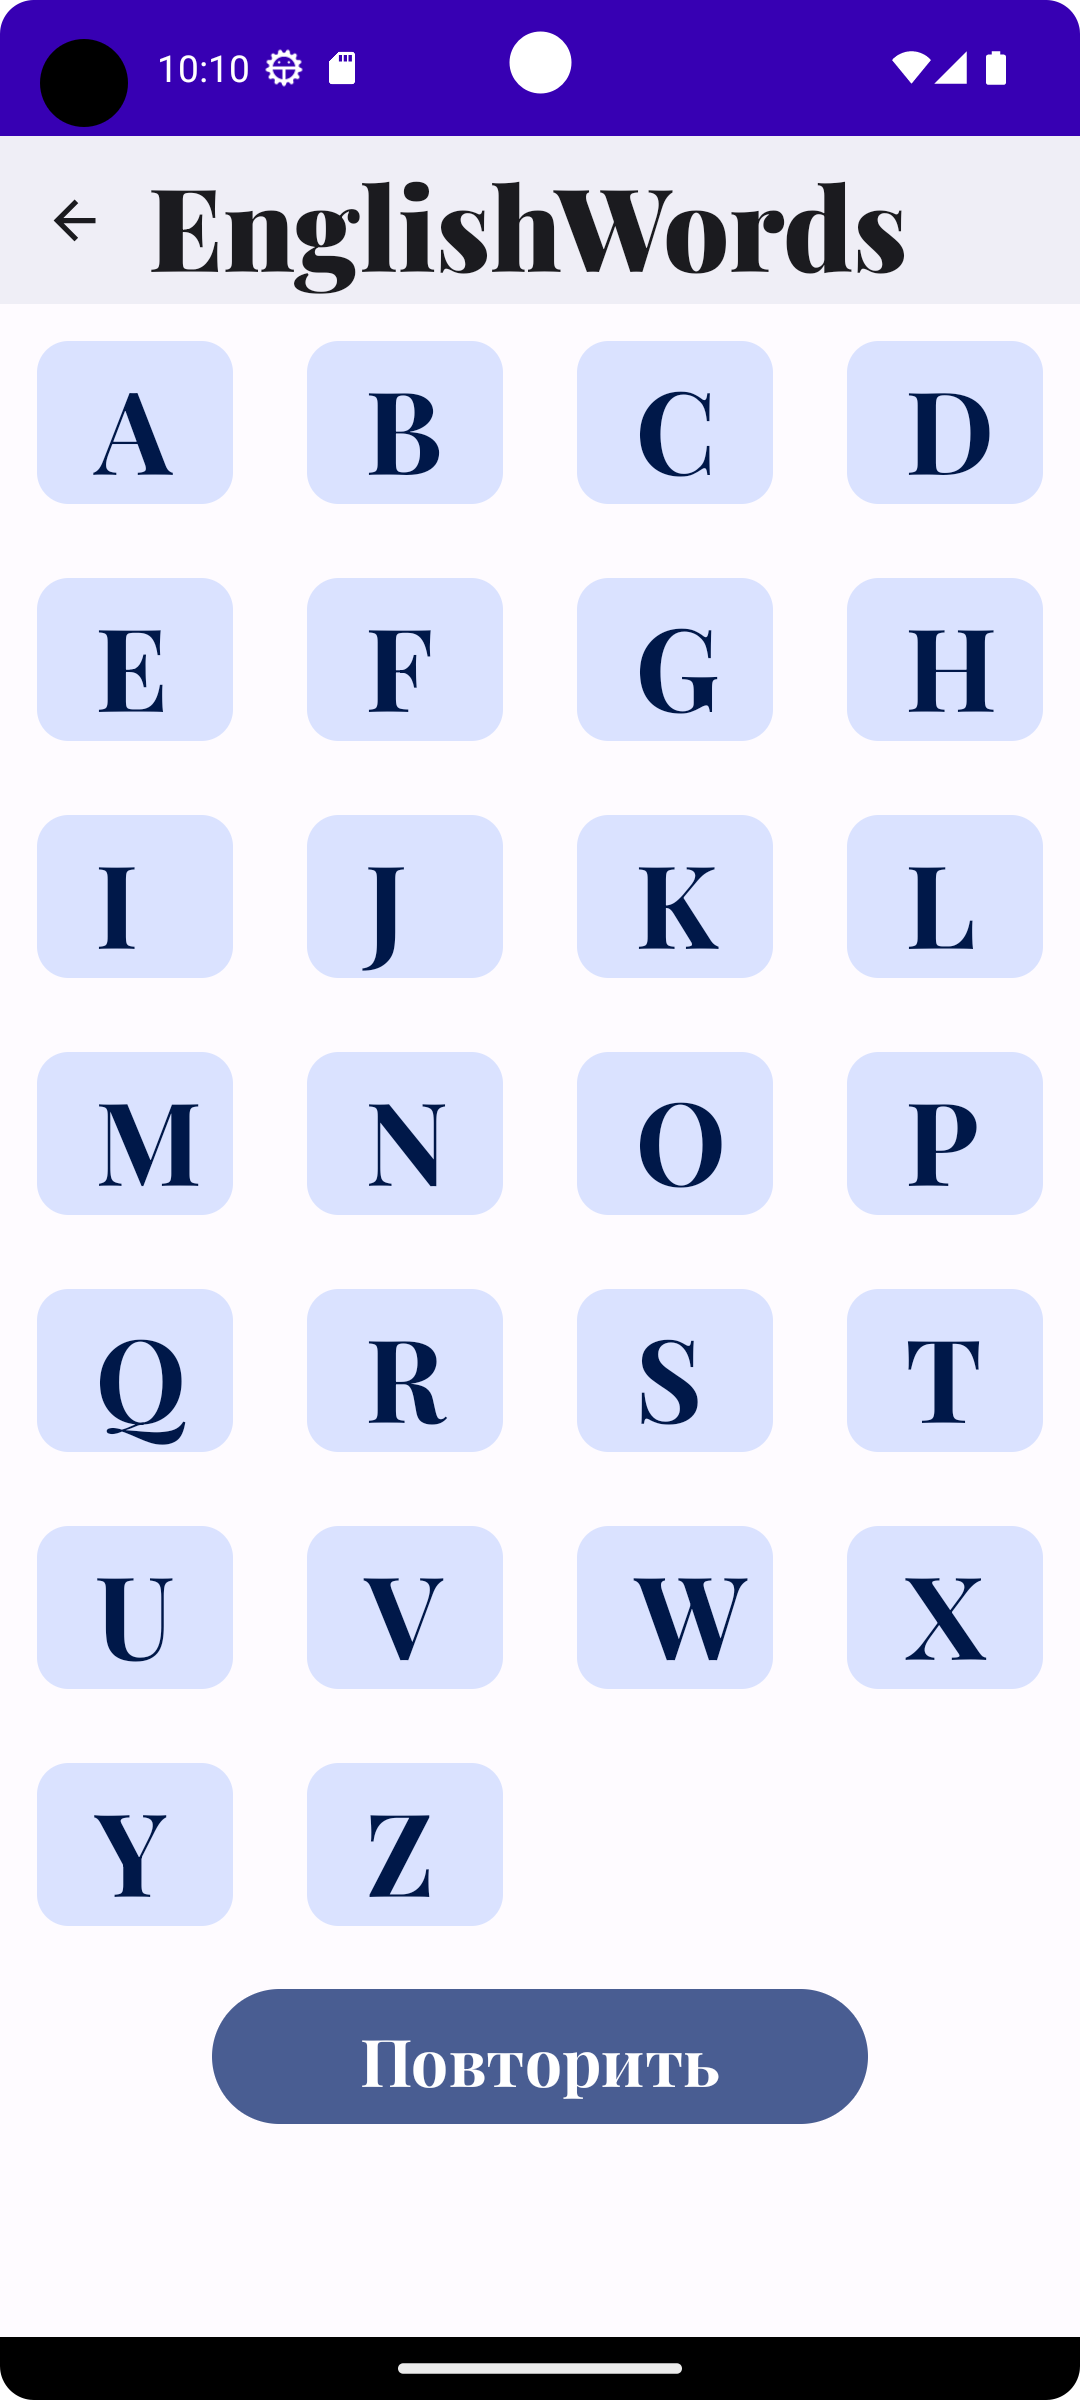 10:10
EnglishWords
A B C D
E F G H
I J K L
M N O P
Q R S T
U V W X
Y Z
Повторить